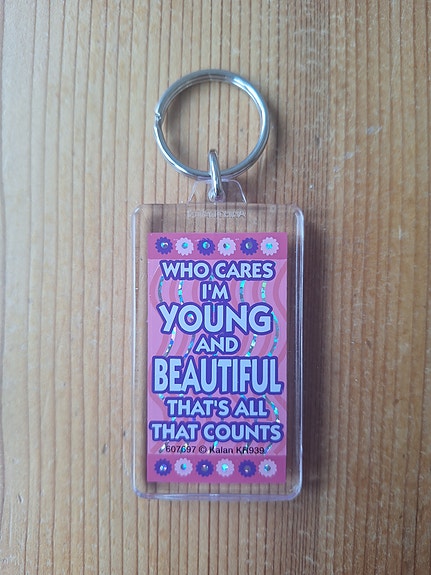 WHO CARES
I'M
YOUNG
AND
BEAUTIFUL
THAT'S ALL
THAT COUNTS
607697 © Kalan KR939